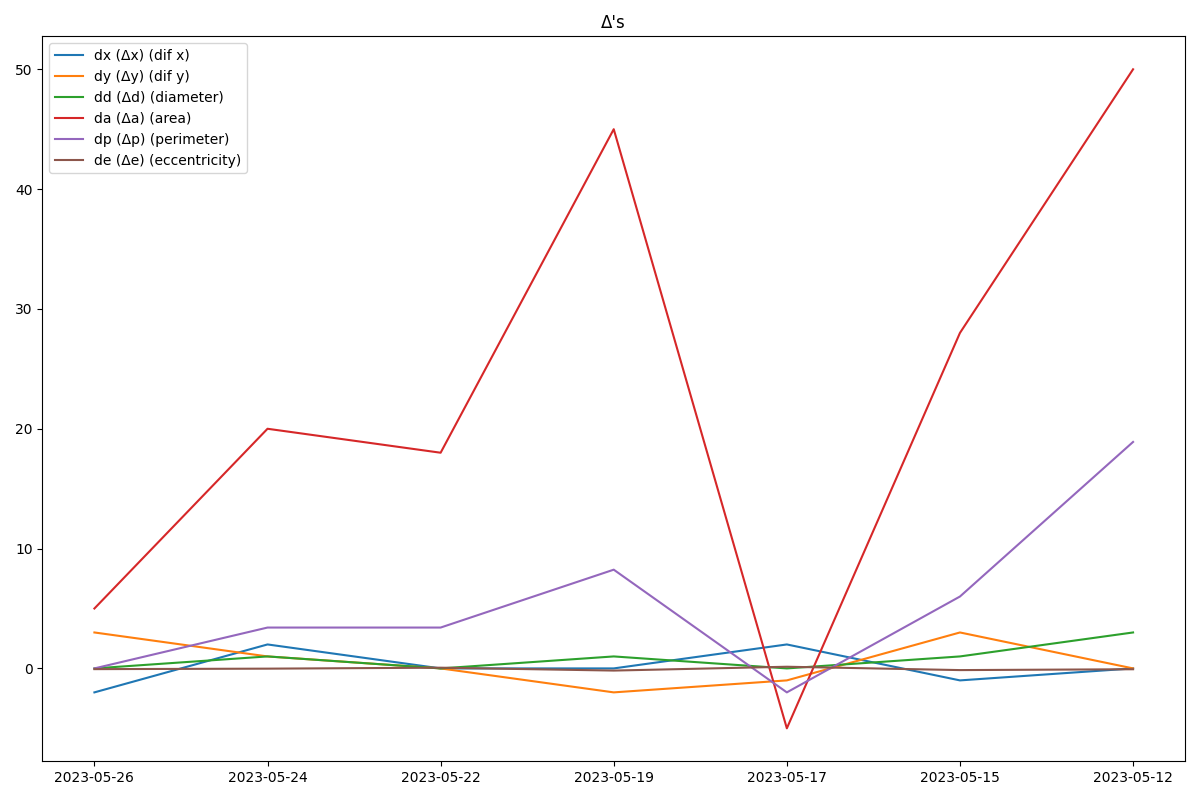 Δ's
dx (Δx) (dif x)
dy (Δy) (dif y)
dd (Δd) (diameter)
da (Δa) (area)
dp (Δp) (perimeter)
de (Δe) (eccentricity)
50
40
30
20
10
0
2023-05-26 2023-05-24 2023-05-22 2023-05-19 2023-05-17 2023-05-15 2023-05-12